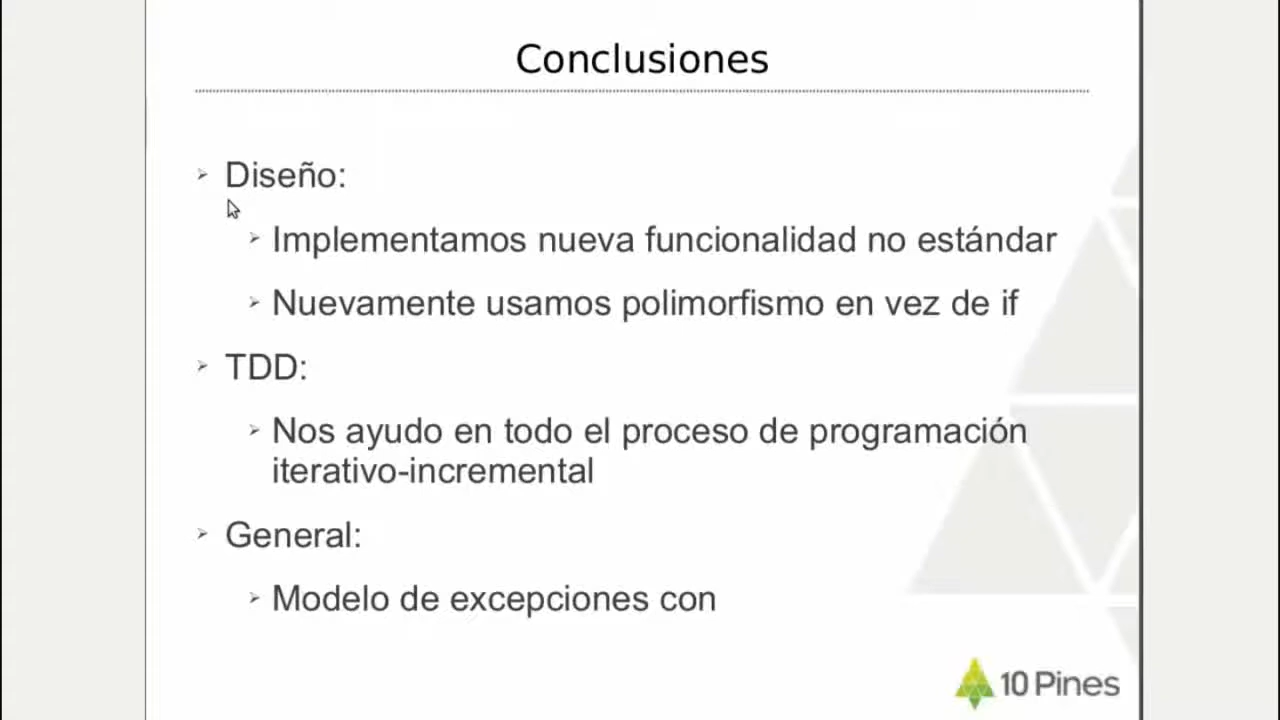 Conclusiones
Diseño:
Implementamos nueva funcionalidad no estándar
Nuevamente usamos polimorfismo en vez de if
TDD:
Nos ayudo en todo el proceso de programación
iterativo-incremental
General:
Modelo de excepciones con
10 Pines